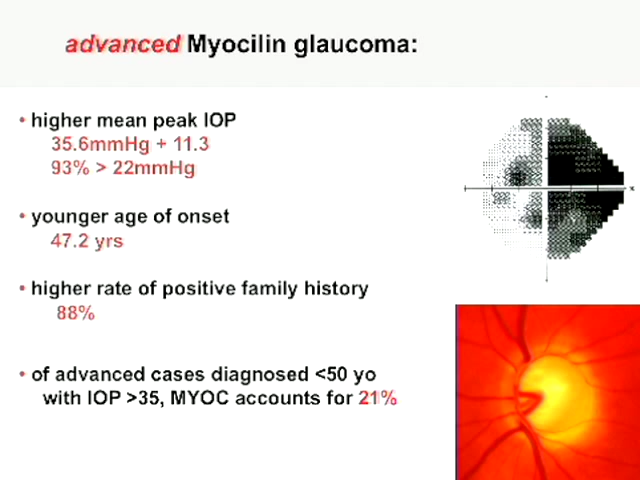 advanced Myocilin glaucoma:
• higher mean peak IOP
35.6mmHg + 11.3
93% > 22mmHg
• younger age of onset
47.2 yrs
• higher rate of positive family history
88%
• of advanced cases diagnosed <50 yo
with IOP >35, MYOC accounts for 21%